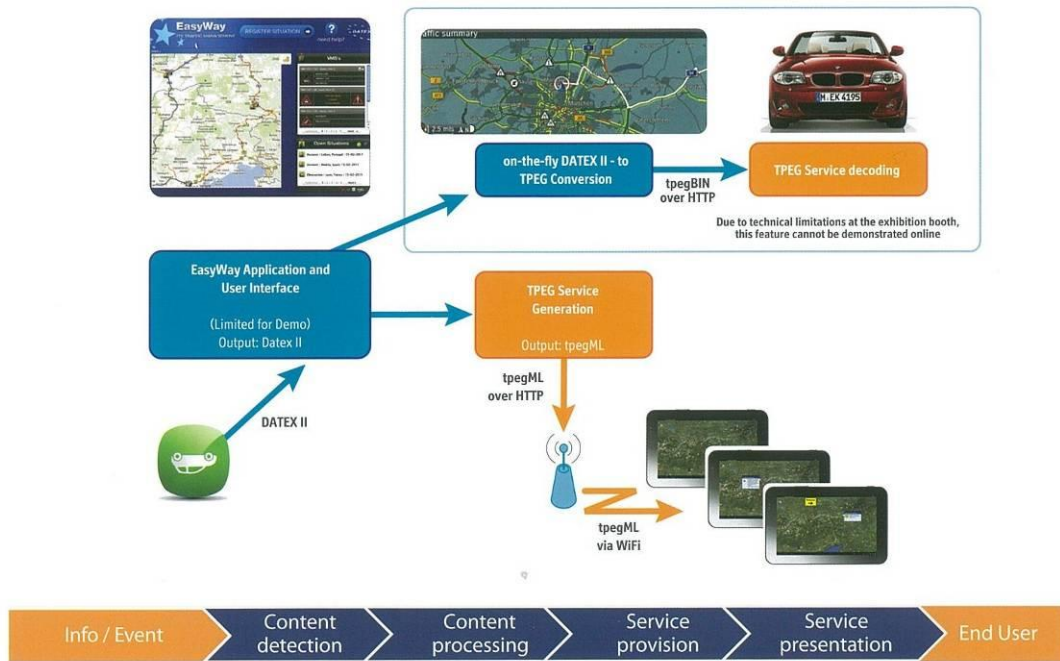 EasyWay
REGISTER SITUATION
?
need help?
VMS's
Open Situations
affic summary
München
2.5 mls
M EK 4195
on-the-fly DATEX II - to
TPEG Conversion
tpegBIN
over HTTP
TPEG Service decoding
Due to technical limitations at the exhibition booth,
this feature cannot be demonstrated online
EasyWay Application and
User Interface
(Limited for Demo)
Output: Datex II
TPEG Service
Generation
Output: tpegML
tpegML
over HTTP
DATEX II
tpegML
via WiFi
Info / Event
Content
detection
Content
processing
Service
provision
Service
presentation
End User